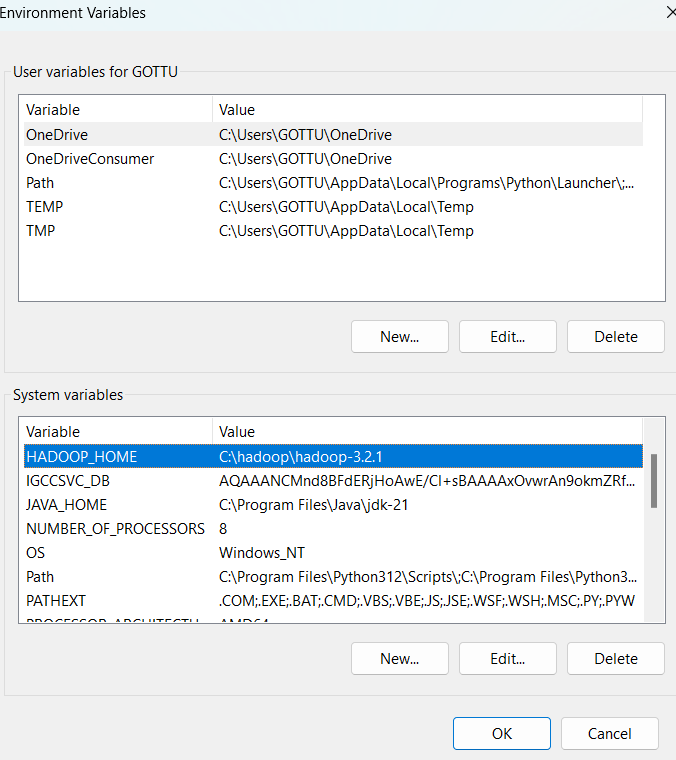 Environment Variables
User variables for GOTTU
Variable Value
OneDrive C:\Users\GOTTU\OneDrive
OneDriveConsumer C:\Users\GOTTU\OneDrive
Path C:\Users\GOTTU\AppData\Local\Programs\Python\Launcher\;...
TEMP C:\Users\GOTTU\AppData\Local\Temp
TMP C:\Users\GOTTU\AppData\Local\Temp
New... Edit... Delete
System variables
Variable Value
HADOOP_HOME C:\hadoop\hadoop-3.2.1
IGCCSVC_DB AQAAANCMnd8BFdERjHoAwE/Cl+sBAAAAxOvwrAn9okmZRf...
JAVA_HOME C:\Program Files\Java\jdk-21
NUMBER_OF_PROCESSORS 8
OS Windows_NT
Path C:\Program Files\Python312\Scripts\;C:\Program Files\Python3...
PATHEXT .COM;.EXE;.BAT;.CMD;.VBS;.VBE;.JS;.JSE;.WSF;.WSH;.MSC;.PY;.PYW
New... Edit... Delete
OK Cancel